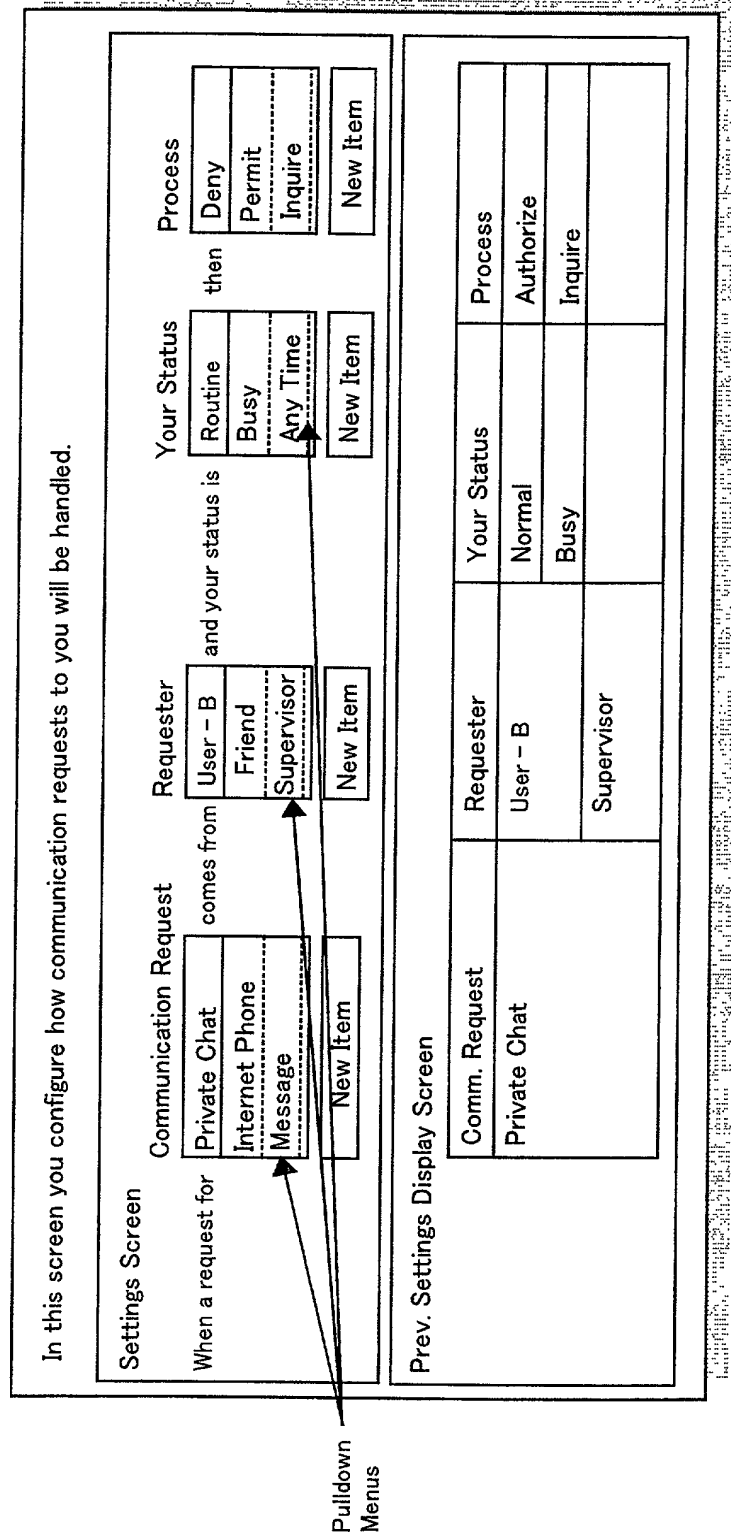 In this screen you configure how communication requests to you will be handled.
Settings Screen
Communication Request
Requester
Your Status
Process
When a request for
Private Chat
comes from
User – B
and your status is
Routine
then
Deny
Internet Phone
Friend
Busy
Permit
Message
Supervisor
Any Time
Inquire
New Item
New Item
New Item
New Item
Pulldown
Menus
Prev. Settings Display Screen
Comm. Request
Requester
Your Status
Process
Private Chat
User – B
Normal
Authorize
Busy
Inquire
Supervisor